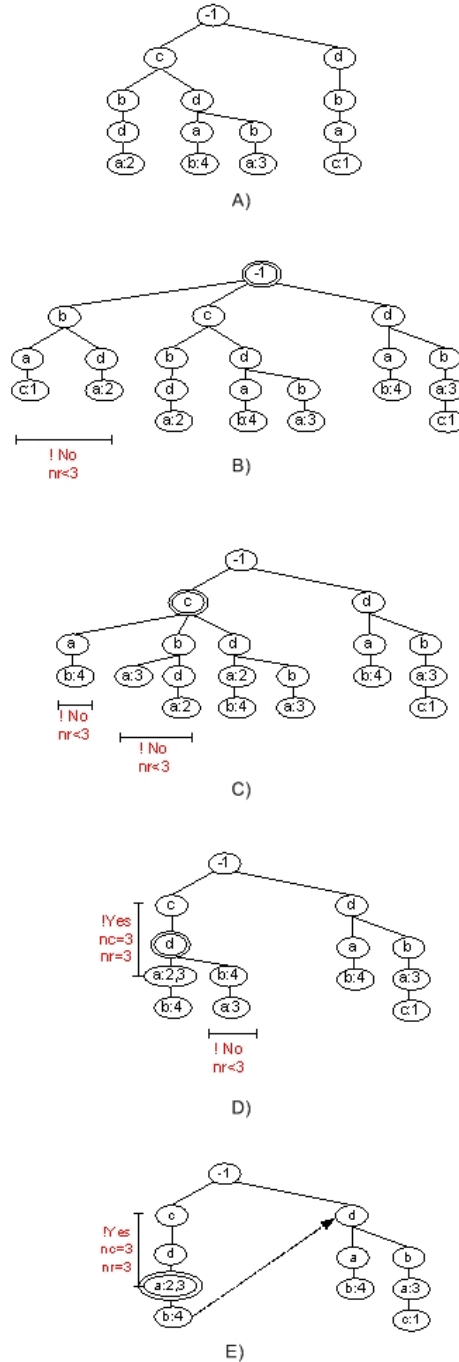 -1
c d
b d b
d a b a
a:2 b:4 a:3 c:1
A)
-1
b c d
a d b d a b
c:1 a:2 d a b b:4 a:3
a:2 b:4 a:3 c:1
! No
nr<3
B)
-1
c d
a b d a b
b:4 a:3 d a:2 b b:4 a:3
a:2 b:4 a:3 c:1
! No
nr<3
! No
nr<3
C)
-1
c d
!Yes
nc=3
nr=3
d a b
a:2,3 b:4 b:4 a:3
b:4 a:3 c:1
! No
nr<3
D)
-1
c d
!Yes
nc=3
nr=3
d a b
a:2,3 b:4 a:3
b:4 c:1
E)